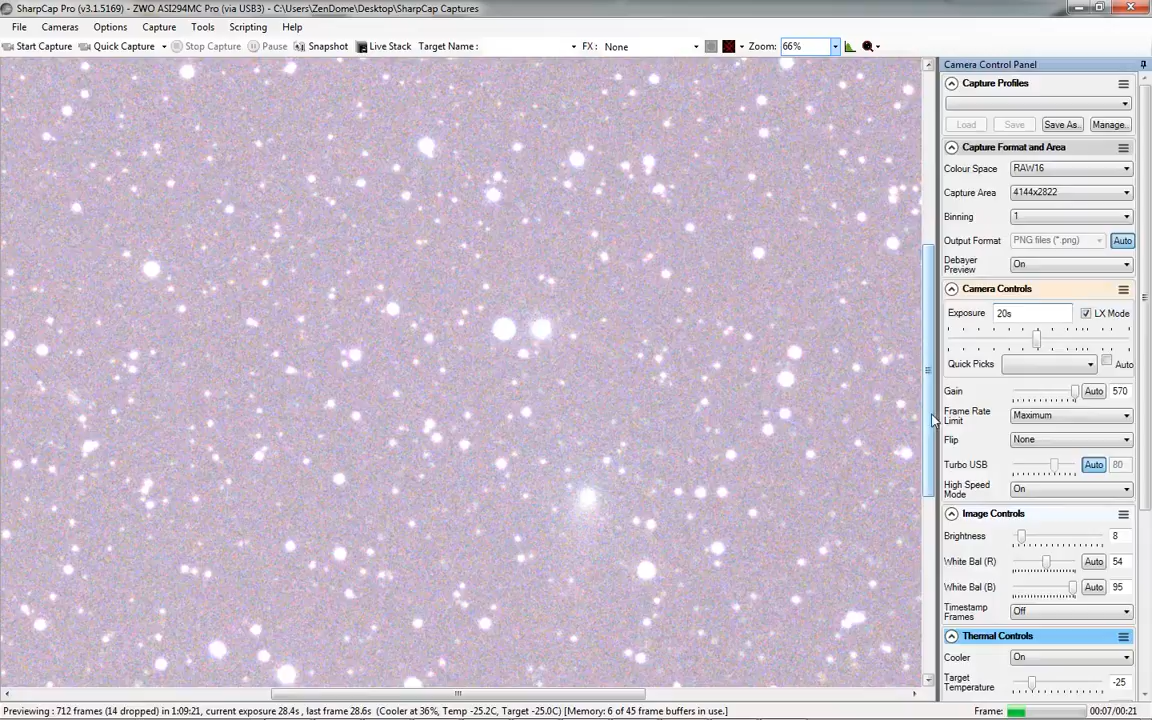 SharpCap Pro (v3.1.5169) - ZWO ASI294MC Pro (via USB3) - C:\Users\ZenDome\Desktop\SharpCap Captures
File Cameras Options Capture Tools Scripting Help
Start Capture Quick Capture Stop Capture Pause Snapshot Live Stack Target Name : FX : None Zoom: 66%
Camera Control Panel
Capture Profiles
Load Save Save As.. Manage..
Capture Format and Area
Colour Space RAW16
Capture Area 4144x2822
Binning 1
Output Format PNG files (*.png) Auto
Debayer
Preview On
Camera Controls
Exposure 20s LX Mode
Quick Picks Auto
Gain Auto 570
Frame Rate
Limit Maximum
Flip None
Turbo USB Auto 80
High Speed
Mode On
Image Controls
Brightness 8
White Bal (R) Auto 54
White Bal (B) Auto 95
Timestamp
Frames Off
Thermal Controls
Cooler On
Target
Temperature -25
Previewing : 712 frames (14 dropped) in 1:09:21, current exposure 28.4s , last frame 28.6s (Cooler at 36%, Temp -25.2C, Target -25.0C) [Memory: 6 of 45 frame buffers in use.] Frame: 00:07/00:21